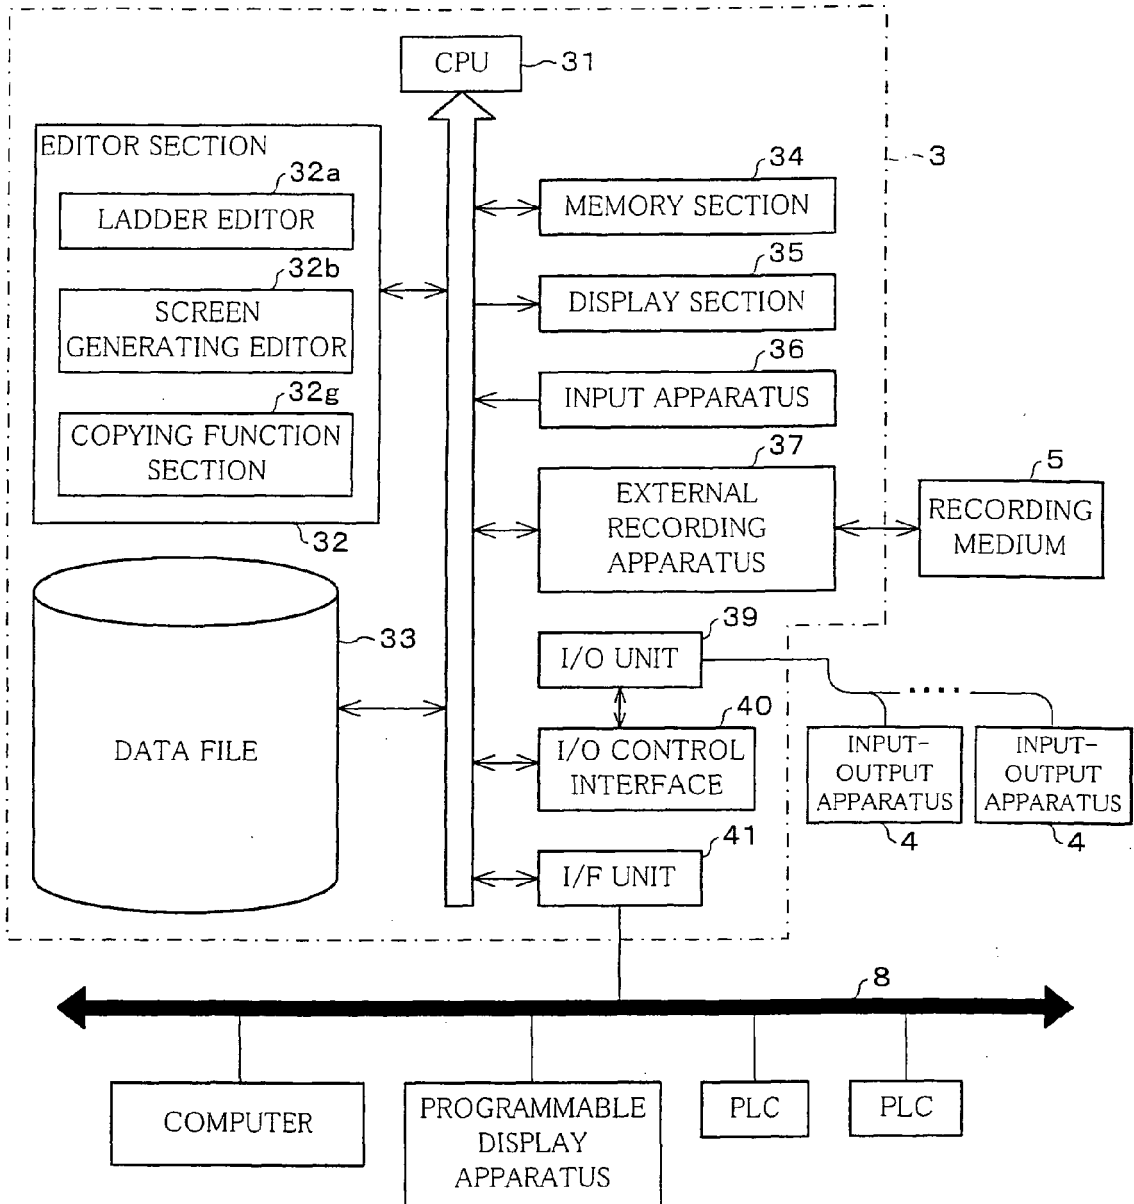 CPU
31
EDITOR SECTION
32a
LADDER EDITOR
32b
SCREEN
GENERATING EDITOR
32g
COPYING FUNCTION
SECTION
32
33
DATA FILE
34
MEMORY SECTION
35
DISPLAY SECTION
36
INPUT APPARATUS
37
EXTERNAL
RECORDING
APPARATUS
3
5
RECORDING
MEDIUM
39
I/O UNIT
40
I/O CONTROL
INTERFACE
41
I/F UNIT
INPUT-
OUTPUT
APPARATUS
4
INPUT-
OUTPUT
APPARATUS
4
8
COMPUTER
PROGRAMMABLE
DISPLAY
APPARATUS
PLC
PLC